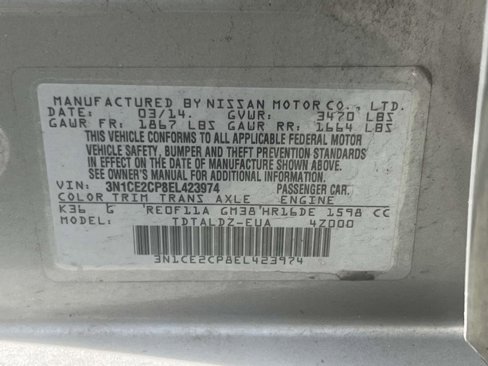 MANUFACTURED BY NISSAN MOTOR CO., LTD.
DATE: 03/14. GVWR: 3470 LBS
GAWR FR: 1867 LBS GAWR RR: 1664 LBS
THIS VEHICLE CONFORMS TO ALL APPLICABLE FEDERAL MOTOR
VEHICLE SAFETY, BUMPER AND THEFT PREVENTION STANDARDS
IN EFFECT ON THE DATE OF MANUFACTURE SHOWN ABOVE.
SEE OWNER'S MANUAL FOR ADDITIONAL INFORMATION.
VIN: 3N1CE2CP8EL423974 PASSENGER CAR.
COLOR TRIM TRANS AXLE ENGINE
K36 G RE0F11A GM38 HR16DE 1598 CC
MODEL: TDTALDZ-EUA 4Z000
3N1CE2CP8EL423974